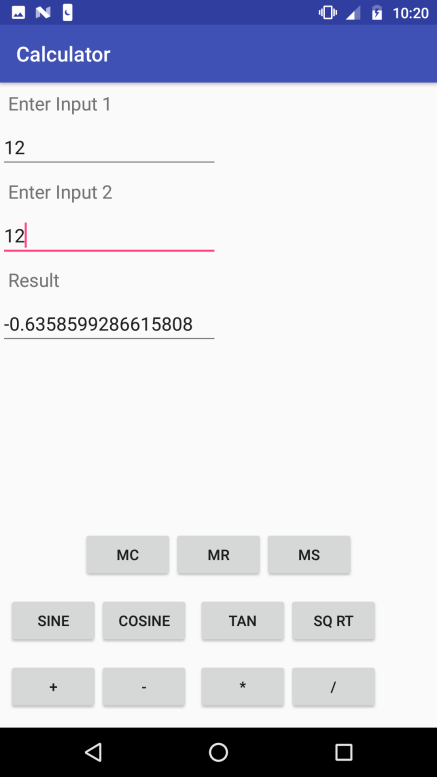 10:20
Calculator
Enter Input 1
12
Enter Input 2
12
Result
-0.6358599286615808
MC MR MS
SINE COSINE TAN SQ RT
+ - * /